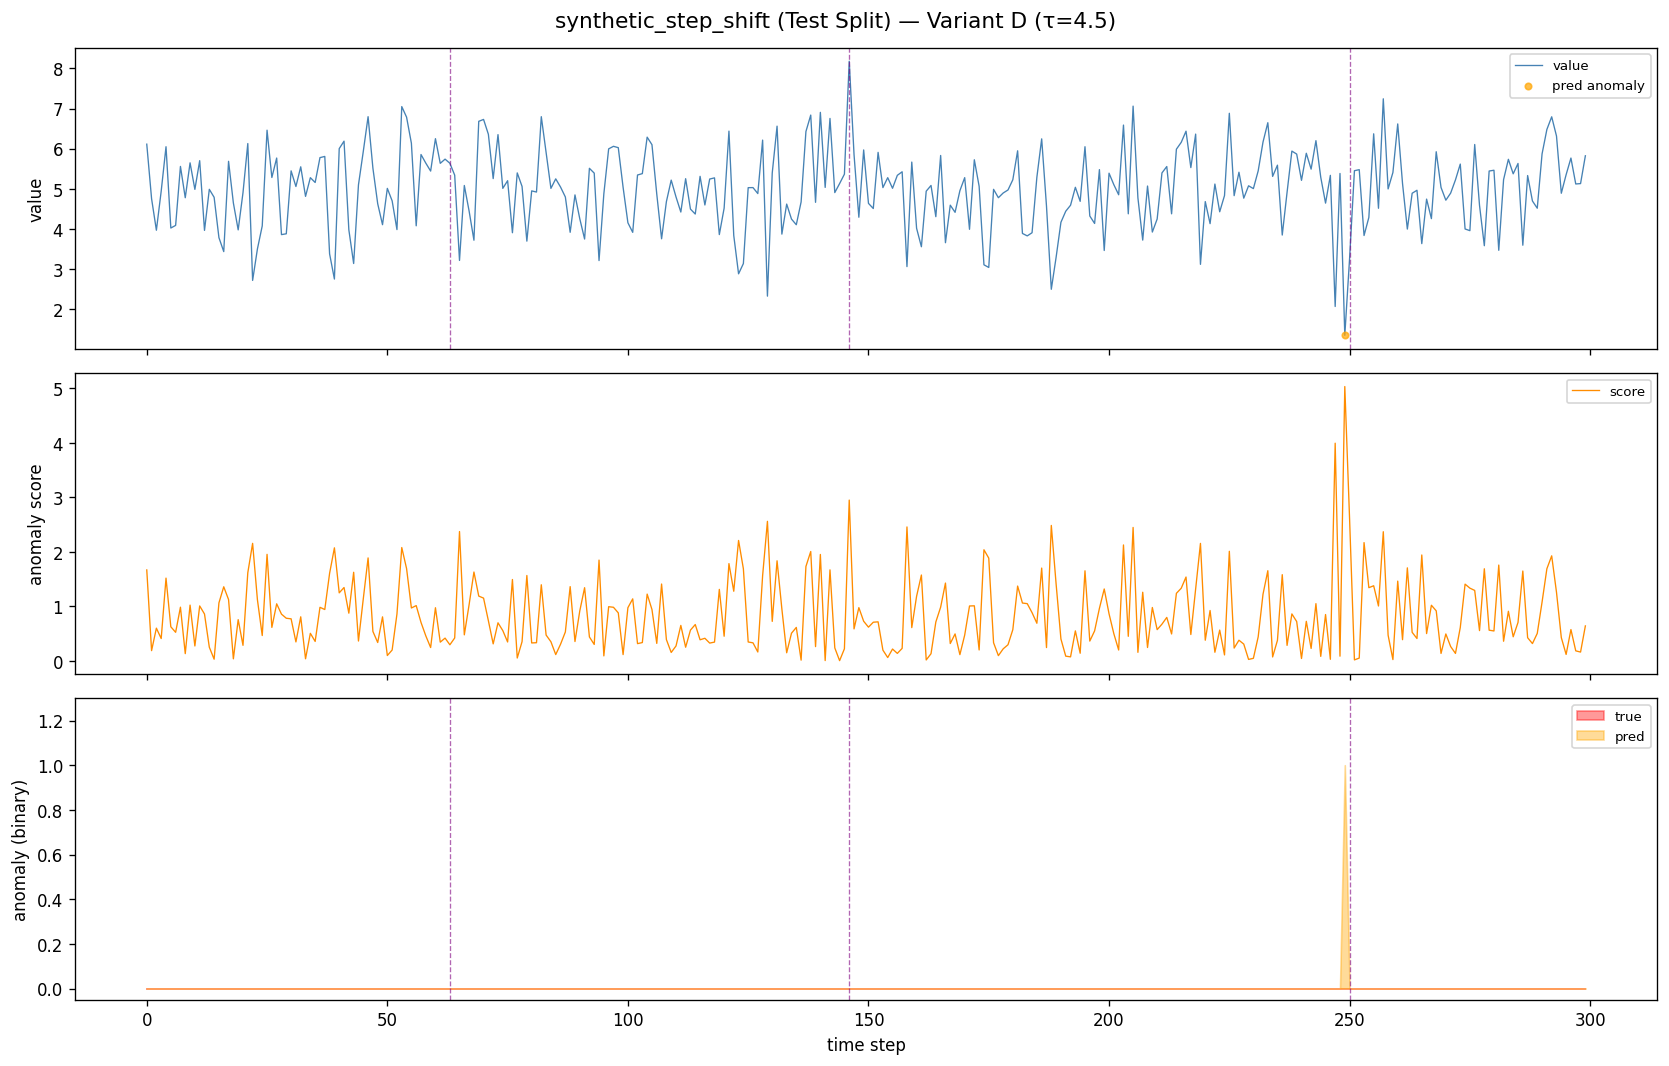 synthetic_step_shift (Test Split) — Variant D (τ=4.5)
value
8
7
6
5
4
3
2
value
pred anomaly
anomaly score
5
4
3
2
1
0
score
anomaly (binary)
1.2
1.0
0.8
0.6
0.4
0.2
0.0
true
pred
0 50 100 150 200 250 300
time step